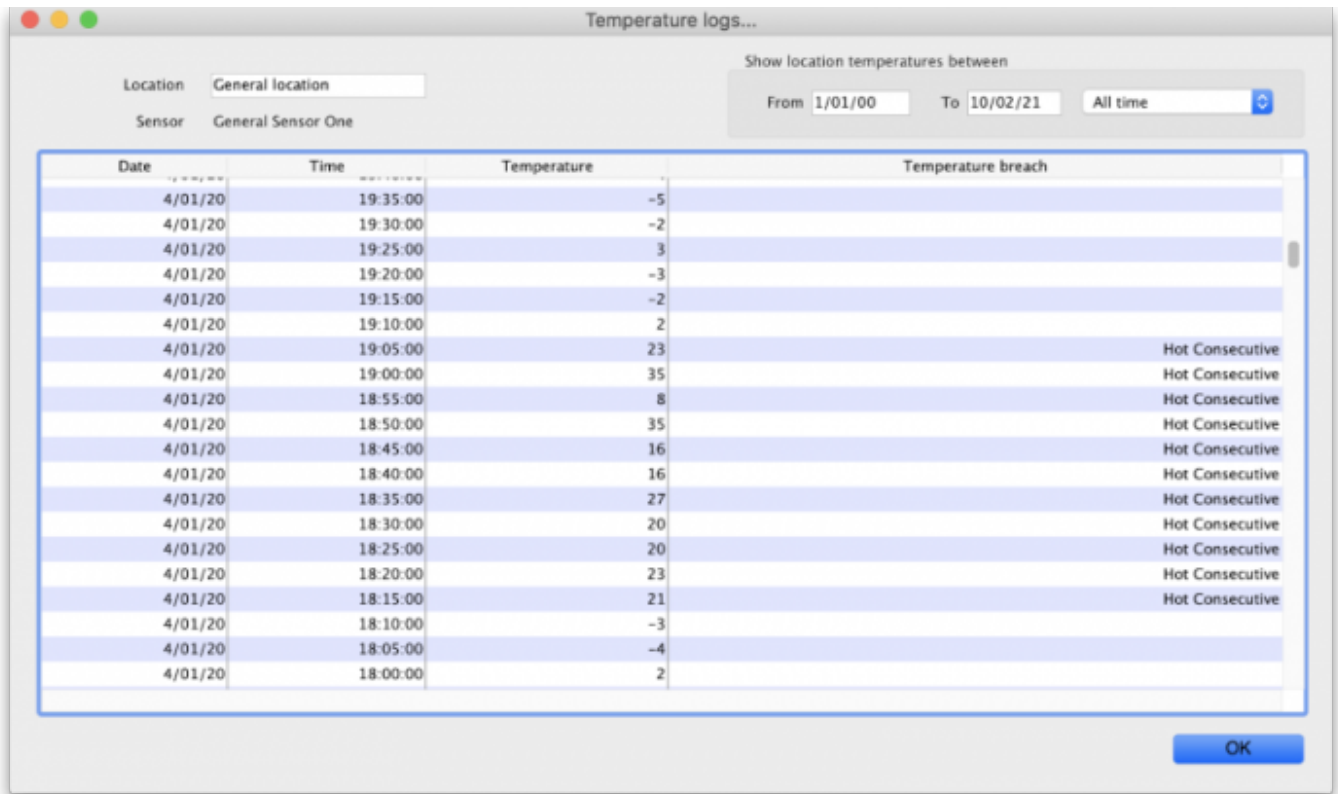 Temperature logs...
Show location temperatures between
Location General location
From 1/01/00 To 10/02/21 All time
Sensor General Sensor One
Date Time Temperature Temperature breach
4/01/20 19:35:00 -5
4/01/20 19:30:00 -2
4/01/20 19:25:00 3
4/01/20 19:20:00 -3
4/01/20 19:15:00 -2
4/01/20 19:10:00 2
4/01/20 19:05:00 23 Hot Consecutive
4/01/20 19:00:00 35 Hot Consecutive
4/01/20 18:55:00 8 Hot Consecutive
4/01/20 18:50:00 35 Hot Consecutive
4/01/20 18:45:00 16 Hot Consecutive
4/01/20 18:40:00 16 Hot Consecutive
4/01/20 18:35:00 27 Hot Consecutive
4/01/20 18:30:00 20 Hot Consecutive
4/01/20 18:25:00 20 Hot Consecutive
4/01/20 18:20:00 23 Hot Consecutive
4/01/20 18:15:00 21 Hot Consecutive
4/01/20 18:10:00 -3
4/01/20 18:05:00 -4
4/01/20 18:00:00 2
OK